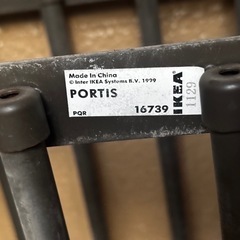 Made in China
© Inter IKEA Systems B.V. 1999
PORTIS
PQR 16739
IKEA
1129